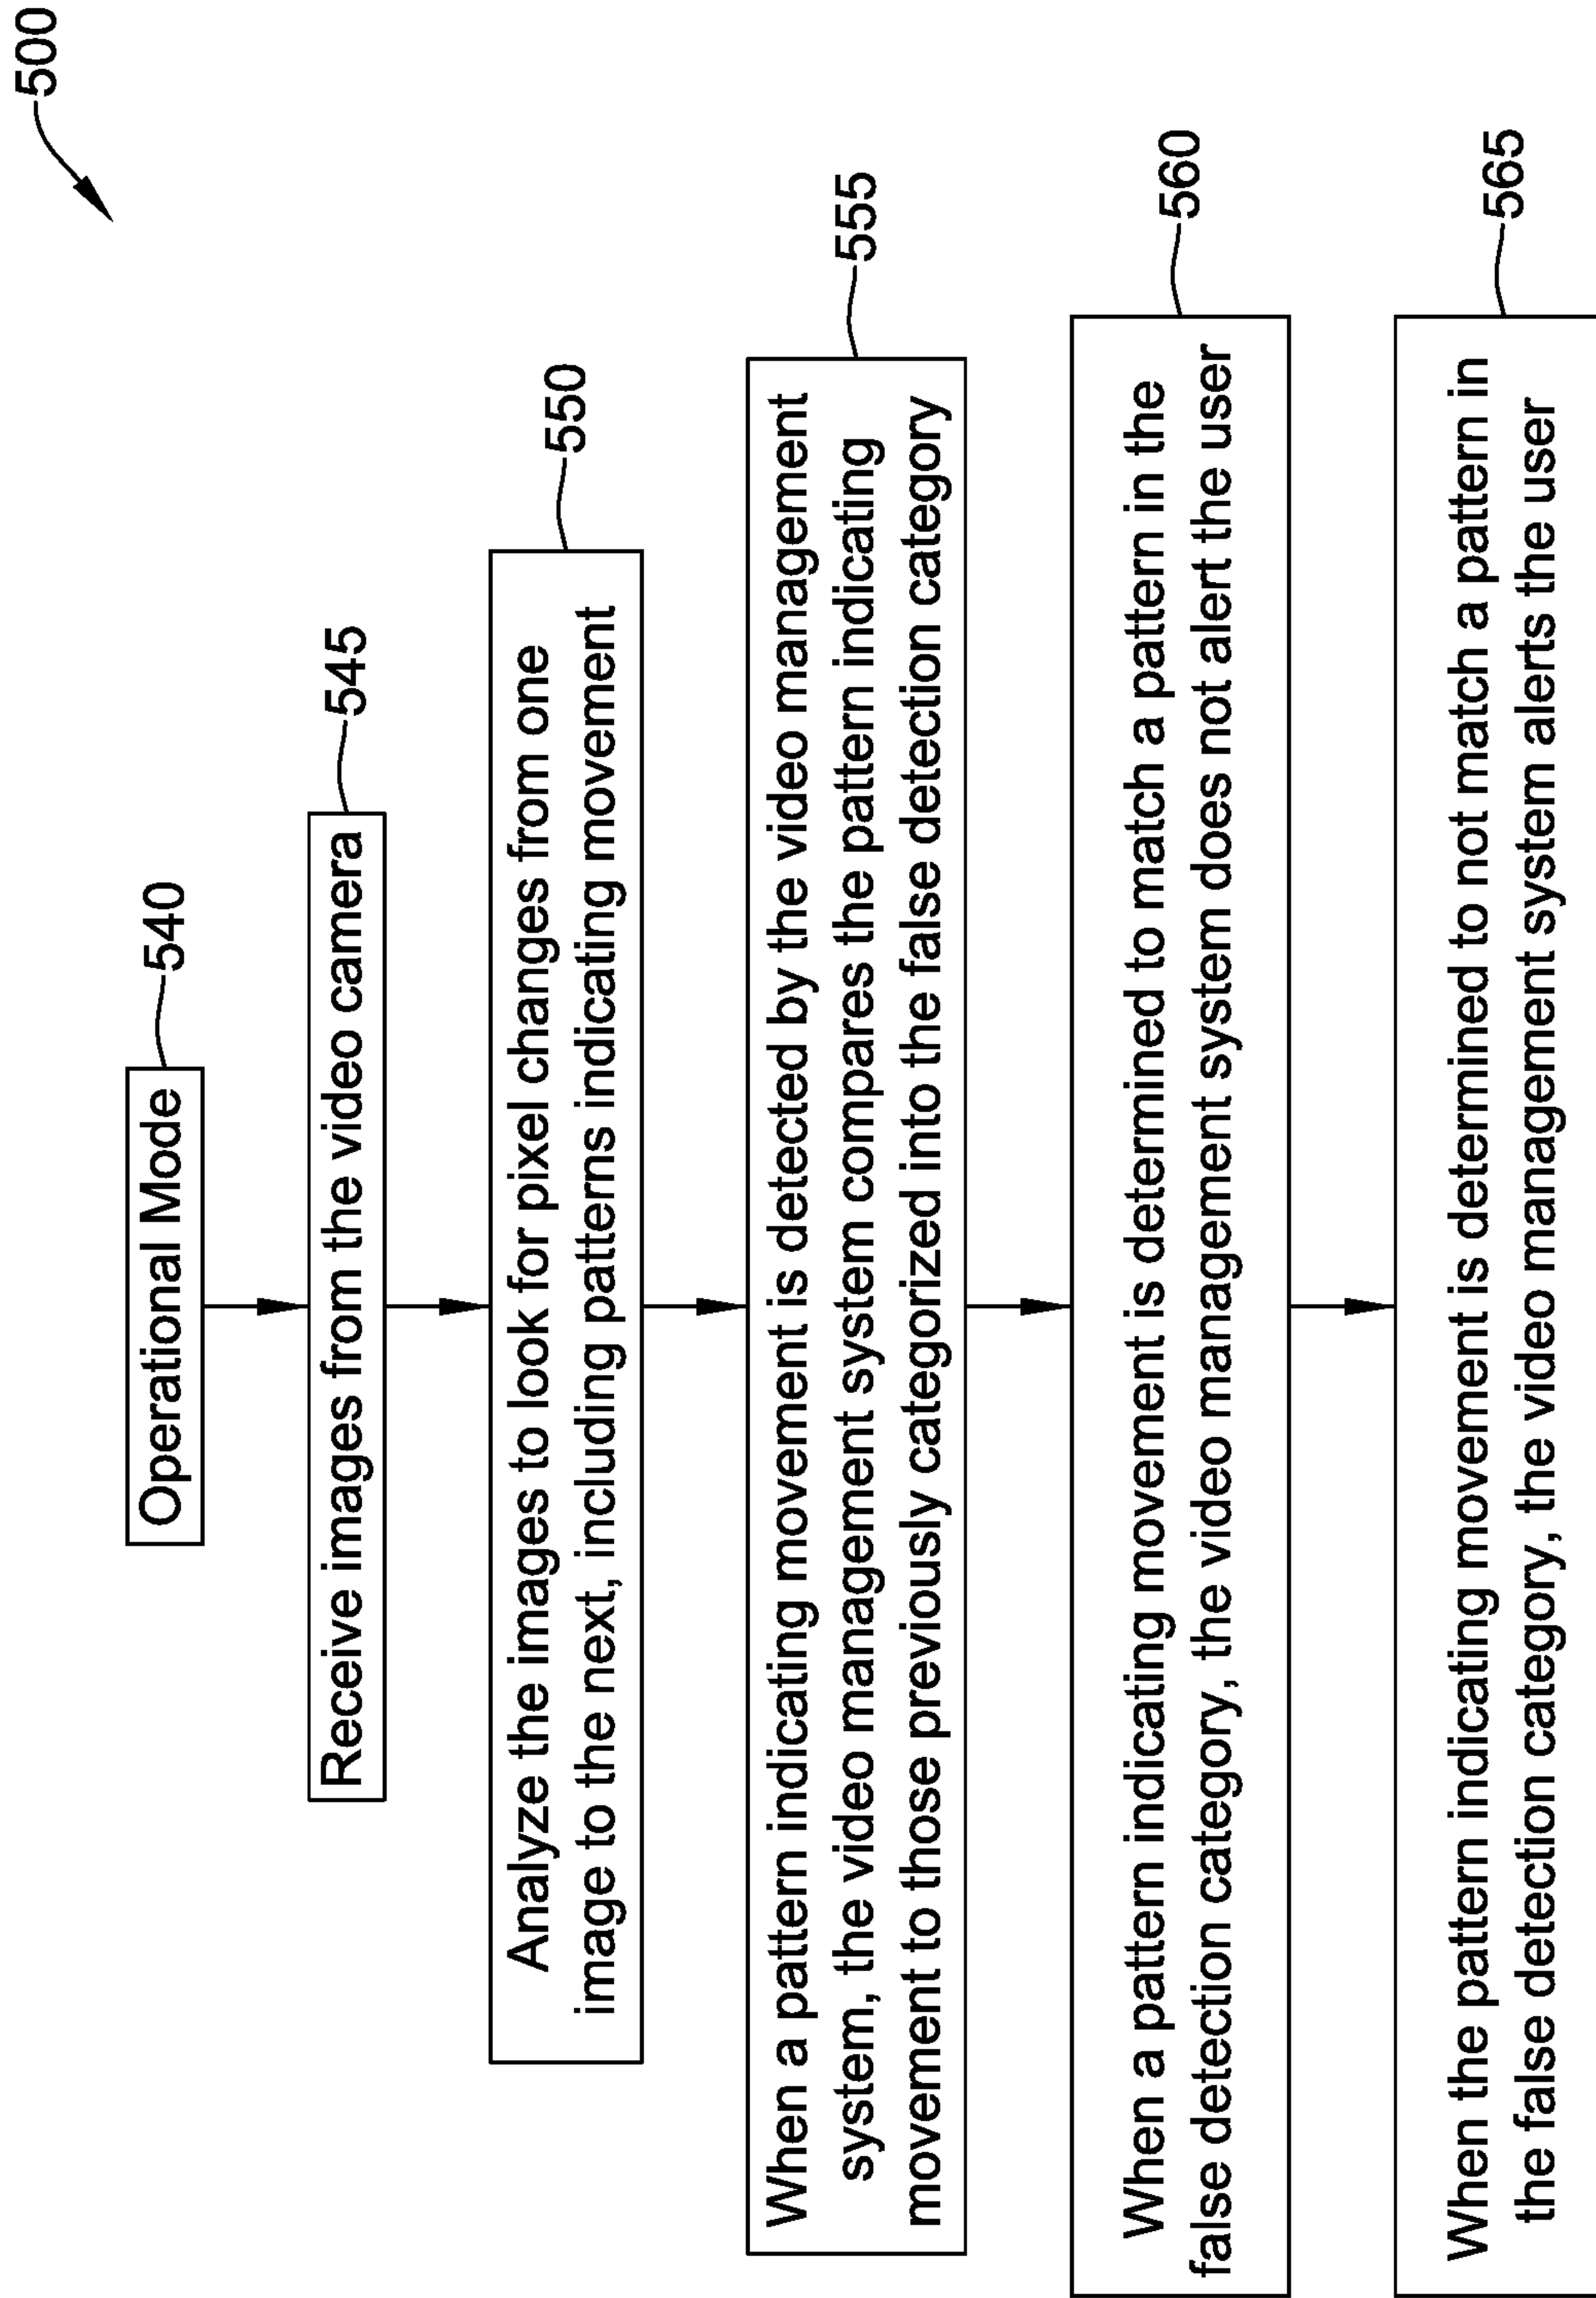 500
Operational Mode
540
Receive images from the video camera
545
Analyze the images to look for pixel changes from one
image to the next, including patterns indicating movement
550
When a pattern indicating movement is detected by the video management
system, the video management system compares the pattern indicating
movement to those previously categorized into the false detection category
555
When a pattern indicating movement is determined to match a pattern in the
false detection category, the video management system does not alert the user
560
When the pattern indicating movement is determined to not match a pattern in
the false detection category, the video management system alerts the user
565